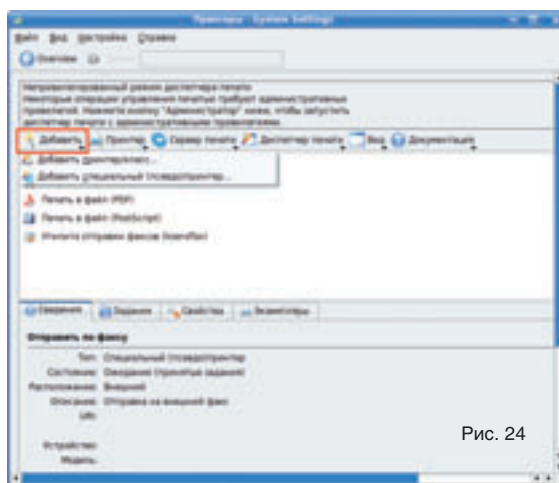 Принтеры - System Settings
Файл Вид Настройка Справка
Overview
Непривилегированный режим диспетчера печати
Некоторые операции управления печатью требуют административных
привилегий. Нажмите кнопку "Администратор" ниже, чтобы запустить
диспетчер печати с административными привилегиями.
Добавить Принтер Сервер печати Диспетчер печати Вид Документация
Добавить принтер/класс...
Добавить специальный (псевдо)принтер...
Печать в файл (PDF)
Печать в файл (PostScript)
Утилита отправки факсов
Сведения Задания Свойства Экземпляры
Отправить по факсу
Тип: Специальный (псевдо)принтер
Состояние: Ожидание (принятие задания)
Расположение: Внешний
Описание: Отправка на внешний факс
URI:
Устройство:
Модель:
Рис. 24